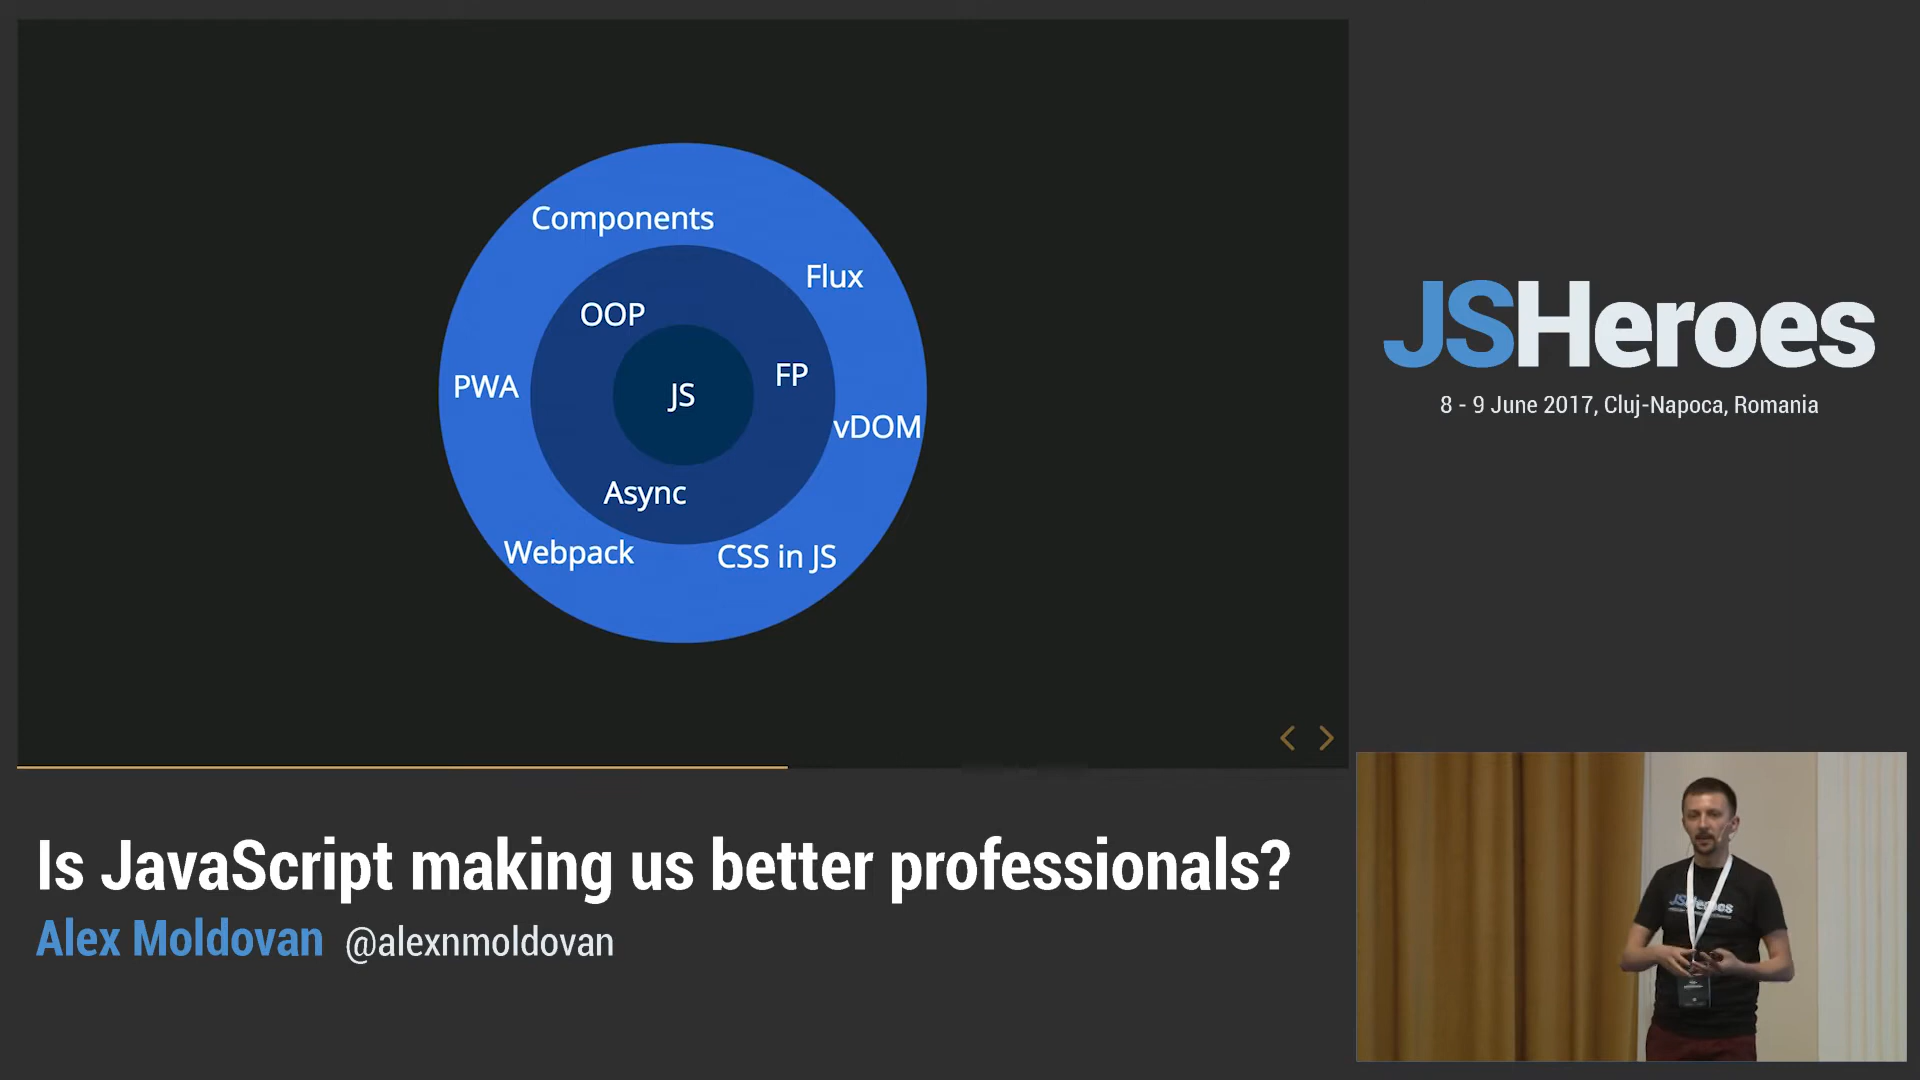 Components
Flux
OOP
FP
PWA
JS
vDOM
Async
Webpack
CSS in JS
JSHeroes
8 - 9 June 2017, Cluj-Napoca, Romania
Is JavaScript making us better professionals?
Alex Moldovan @alexnmoldovan
JSHeroes